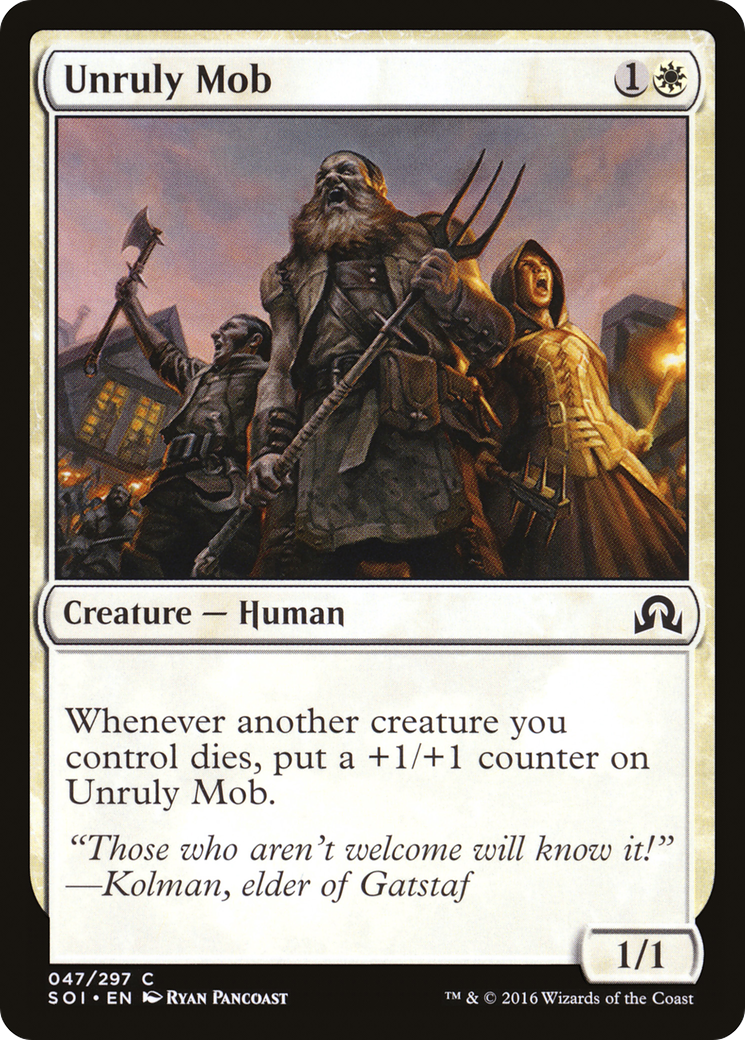 Unruly Mob 1
Creature — Human
Whenever another creature you
control dies, put a +1/+1 counter on
Unruly Mob.
“Those who aren’t welcome will know it!”
—Kolman, elder of Gatstaf
1/1
047/297 C
SOI • EN Ryan Pancoast ™ & © 2016 Wizards of the Coast